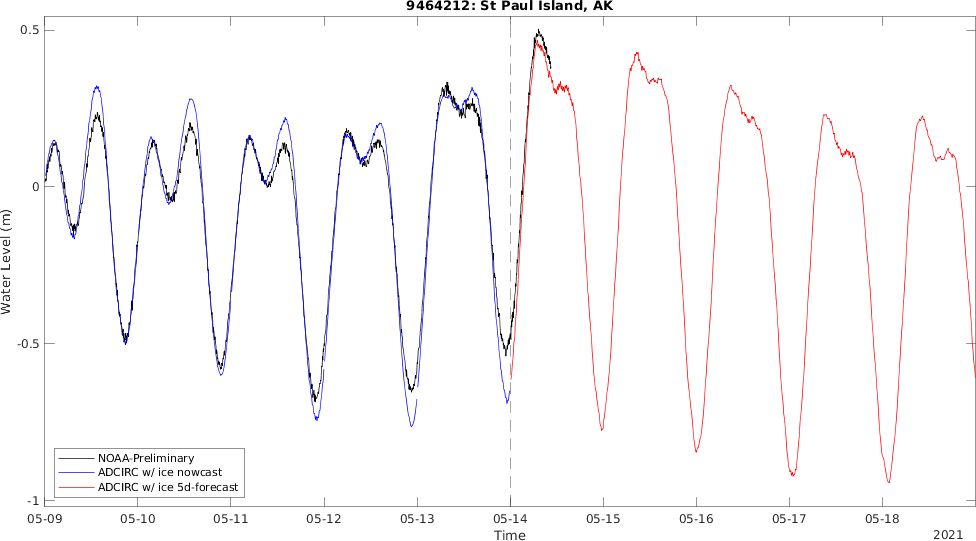 9464212: St Paul Island, AK
0.5
0
-0.5
-1
Water Level (m)
NOAA-Preliminary
ADCIRC w/ ice nowcast
ADCIRC w/ ice 5d-forecast
05-09 05-10 05-11 05-12 05-13 05-14 05-15 05-16 05-17 05-18
Time
2021